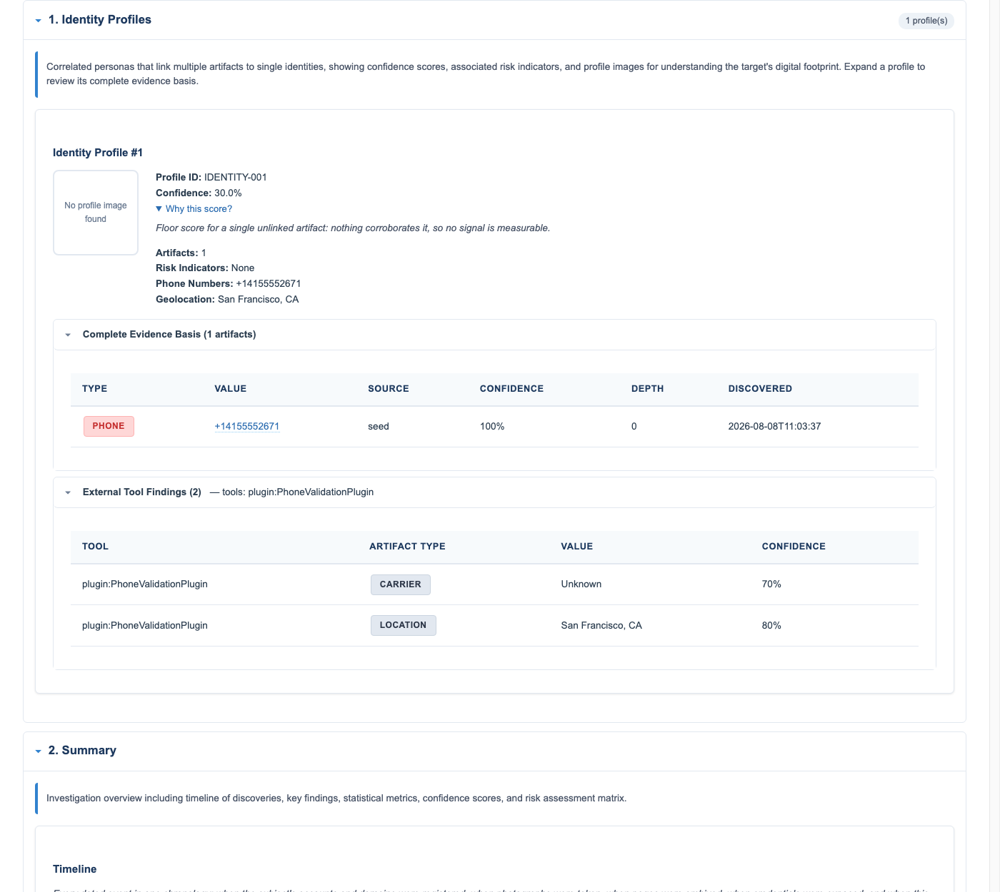 1. Identity Profiles
1 profile(s)
Correlated personas that link multiple artifacts to single identities, showing confidence scores, associated risk indicators, and profile images for understanding the target's digital footprint. Expand a profile to
review its complete evidence basis.
Identity Profile #1
No profile image
found
Profile ID: IDENTITY-001
Confidence: 30.0%
▼ Why this score?
Floor score for a single unlinked artifact: nothing corroborates it, so no signal is measurable.
Artifacts: 1
Risk Indicators: None
Phone Numbers: +14155552671
Geolocation: San Francisco, CA
Complete Evidence Basis (1 artifacts)
TYPE VALUE SOURCE CONFIDENCE DEPTH DISCOVERED
PHONE +14155552671 seed 100% 0 2026-08-08T11:03:37
External Tool Findings (2) — tools: plugin:PhoneValidationPlugin
TOOL ARTIFACT TYPE VALUE CONFIDENCE
plugin:PhoneValidationPlugin CARRIER Unknown 70%
plugin:PhoneValidationPlugin LOCATION San Francisco, CA 80%
2. Summary
Investigation overview including timeline of discoveries, key findings, statistical metrics, confidence scores, and risk assessment matrix.
Timeline